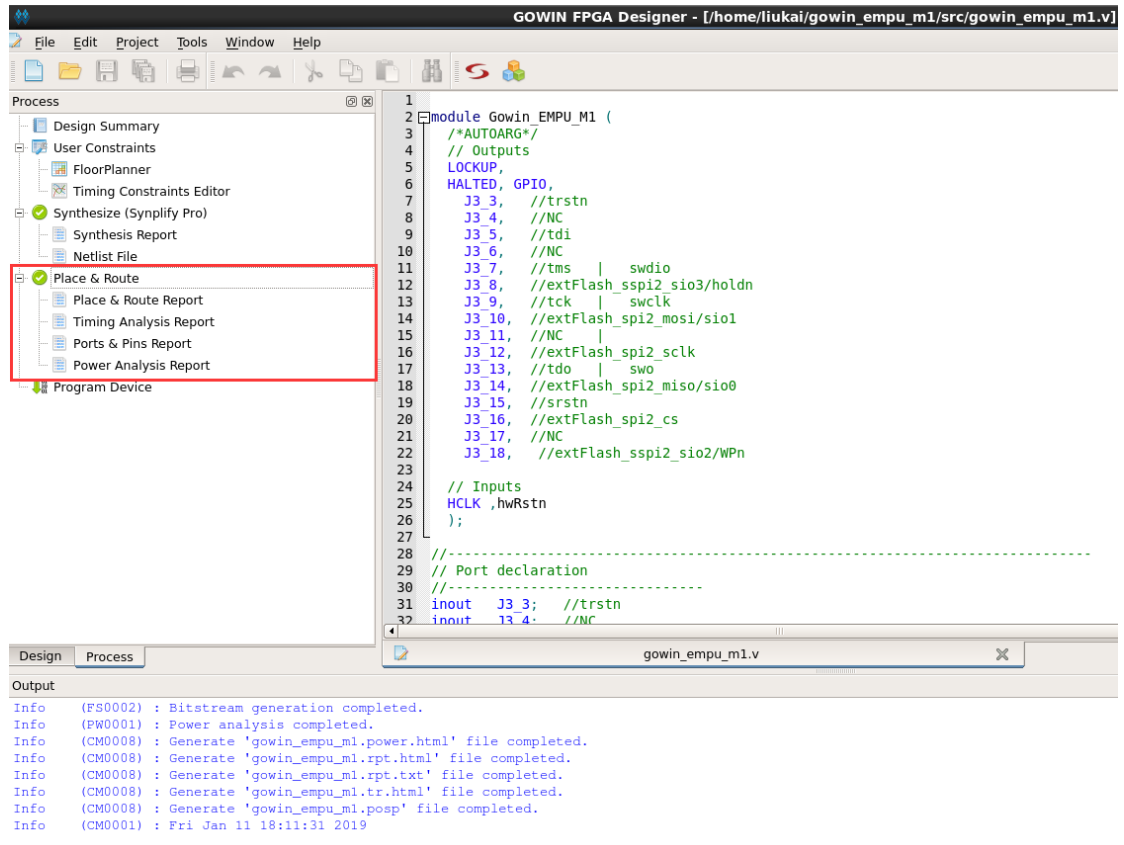 GOWIN FPGA Designer - [/home/liukai/gowin_empu_m1/src/gowin_empu_m1.v]
File Edit Project Tools Window Help
Process
Design Summary
User Constraints
FloorPlanner
Timing Constraints Editor
Synthesize (Synplify Pro)
Synthesis Report
Netlist File
Place & Route
Place & Route Report
Timing Analysis Report
Ports & Pins Report
Power Analysis Report
Program Device
1
2 module Gowin_EMPU_M1 (
3 /*AUTOARG*/
4 // Outputs
5 LOCKUP,
6 HALTED, GPIO,
7 J3_3, //trstn
8 J3_4, //NC
9 J3_5, //tdi
10 J3_6, //NC
11 J3_7, //tms | swdio
12 J3_8, //extFlash_sspi2_sio3/holdn
13 J3_9, //tck | swclk
14 J3_10, //extFlash_spi2_mosi/sio1
15 J3_11, //NC |
16 J3_12, //extFlash_spi2_sclk
17 J3_13, //tdo | swo
18 J3_14, //extFlash_spi2_miso/sio0
19 J3_15, //srstn
20 J3_16, //extFlash_spi2_cs
21 J3_17, //NC
22 J3_18, //extFlash_sspi2_sio2/WPn
23
24 // Inputs
25 HCLK ,hwRstn
26 );
27
28 //------------------------------------------------------------------------------
29 // Port declaration
30 //-------------------------------
31 inout J3_3; //trstn
32 inout J3_4; //NC
Design Process
gowin_empu_m1.v
Output
Info (FS0002) : Bitstream generation completed.
Info (PW0001) : Power analysis completed.
Info (CM0008) : Generate 'gowin_empu_m1.power.html' file completed.
Info (CM0008) : Generate 'gowin_empu_m1.rpt.html' file completed.
Info (CM0008) : Generate 'gowin_empu_m1.rpt.txt' file completed.
Info (CM0008) : Generate 'gowin_empu_m1.tr.html' file completed.
Info (CM0008) : Generate 'gowin_empu_m1.posp' file completed.
Info (CM0001) : Fri Jan 11 18:11:31 2019